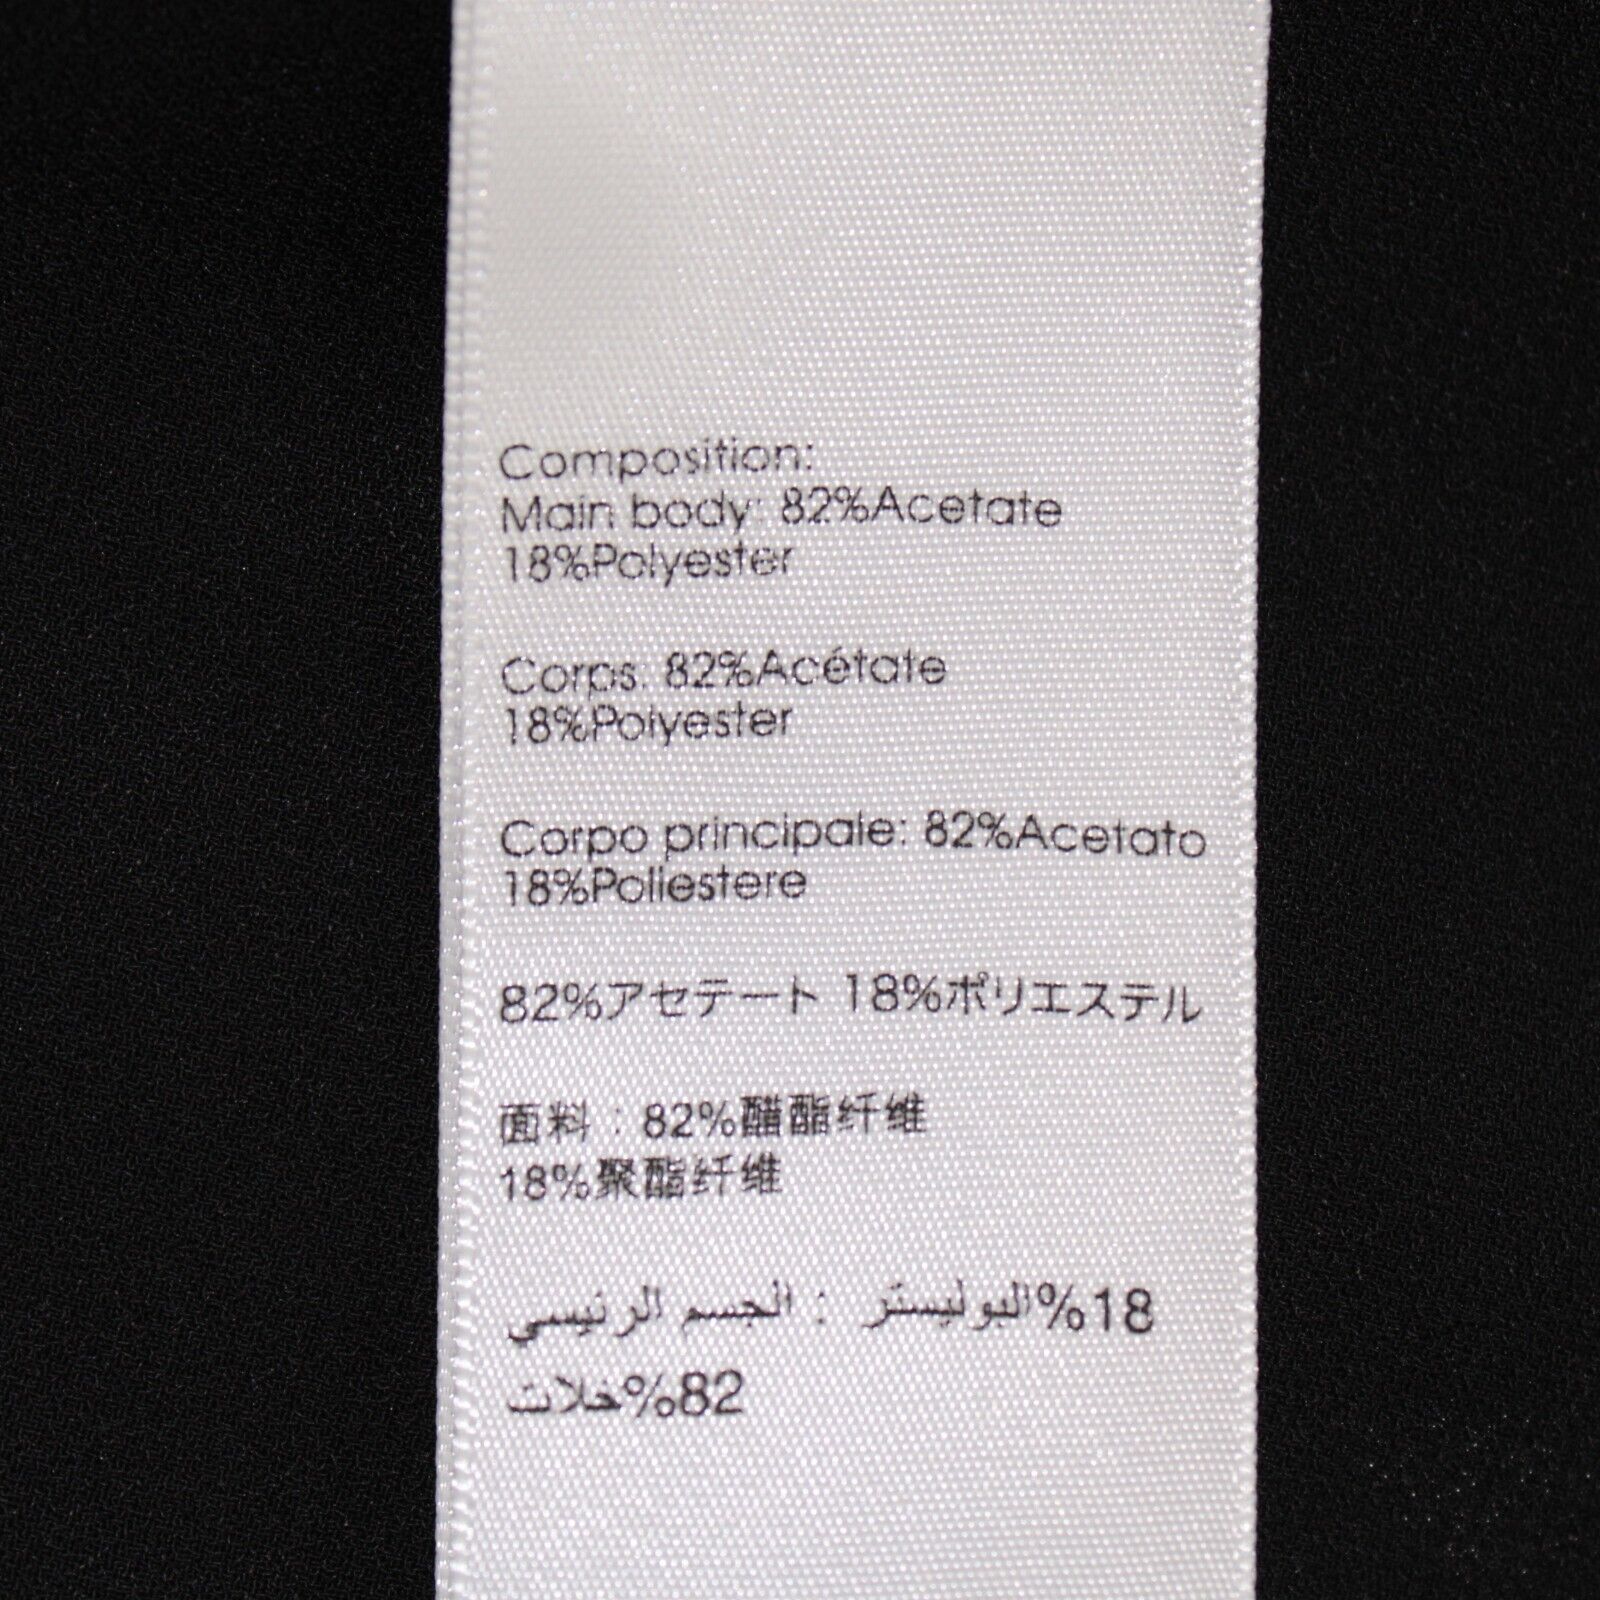 Composition:
Main body: 82%Acetate
18%Polyester
Corps: 82%Acétate
18%Polyester
Corpo principale: 82%Acetato
18%Poliestere
82%アセテート 18%ポリエステル
面料：82%醋酯纤维
18%聚酯纤维
18%البوليستر : الجسم الرئيسي
82%خلات